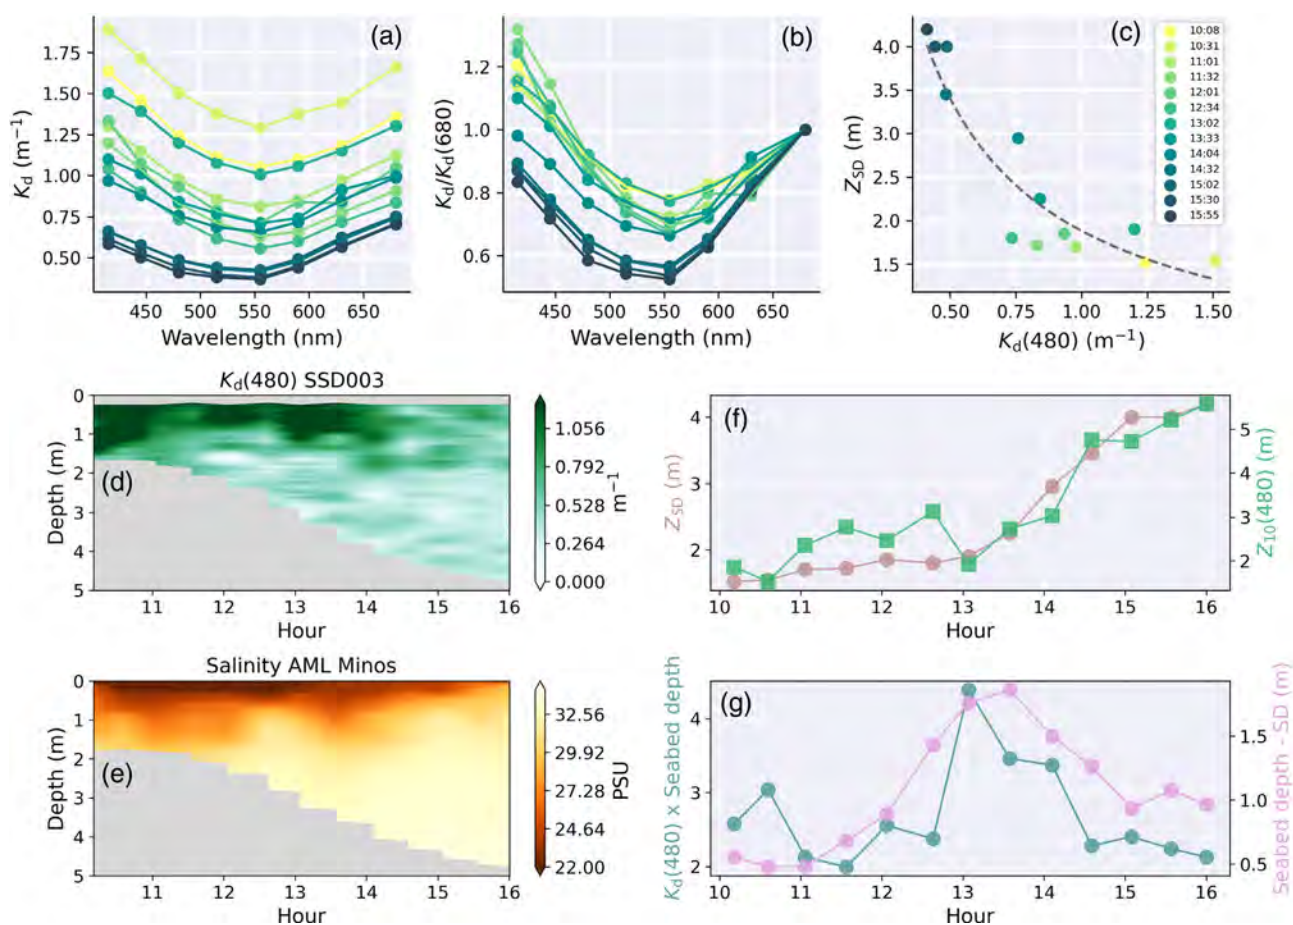 (a)
K_d (m⁻¹)
1.75
1.50
1.25
1.00
0.75
0.50
450 500 550 600 650
Wavelength (nm)
(b)
K_d/K_d(680)
1.2
1.0
0.8
0.6
450 500 550 600 650
Wavelength (nm)
(c)
Z_SD (m)
4.0
3.5
3.0
2.5
2.0
1.5
0.50 0.75 1.00 1.25 1.50
K_d(480) (m⁻¹)
10:08
10:31
11:01
11:32
12:01
12:34
13:02
13:33
14:04
14:32
15:02
15:30
15:55
K_d(480) SSD003
(d)
Depth (m)
0
1
2
3
4
5
11 12 13 14 15 16
Hour
1.056
0.792
0.528
0.264
0.000
m⁻¹
(f)
Z_SD (m)
4
3
2
10 11 12 13 14 15 16
Hour
5
4
3
2
Z₁₀(480) (m)
Salinity AML Minos
(e)
Depth (m)
0
1
2
3
4
5
11 12 13 14 15 16
Hour
32.56
29.92
27.28
24.64
22.00
PSU
(g)
K_d(480) x Seabed depth
4
3
2
10 11 12 13 14 15 16
Hour
1.5
1.0
0.5
Seabed depth - SD (m)